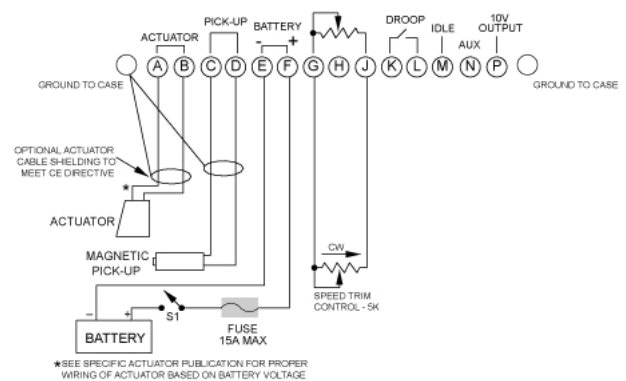 PICK-UP
BATTERY
DROOP
10V
OUTPUT
ACTUATOR
- +
IDLE
AUX
A B C D E F G H J K L M N P
GROUND TO CASE
GROUND TO CASE
OPTIONAL ACTUATOR
CABLE SHIELDING TO
MEET CE DIRECTIVE
*
ACTUATOR
CW
MAGNETIC
PICK-UP
SPEED TRIM
CONTROL - 5K
- +
S1
FUSE
15A MAX
BATTERY
*SEE SPECIFIC ACTUATOR PUBLICATION FOR PROPER
WIRING OF ACTUATOR BASED ON BATTERY VOLTAGE